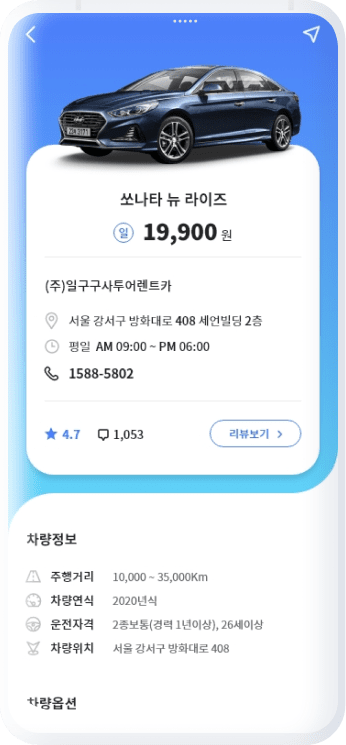 쏘나타 뉴 라이즈
일 19,900 원
(주)일구구사투어렌트카
서울 강서구 방화대로 408 세언빌딩 2층
평일 AM 09:00 ~ PM 06:00
1588-5802
4.7 1,053 리뷰보기
차량정보
주행거리 10,000 ~ 35,000Km
차량연식 2020년식
운전자격 2종보통(경력 1년이상), 26세이상
차량위치 서울 강서구 방화대로 408
차량옵션